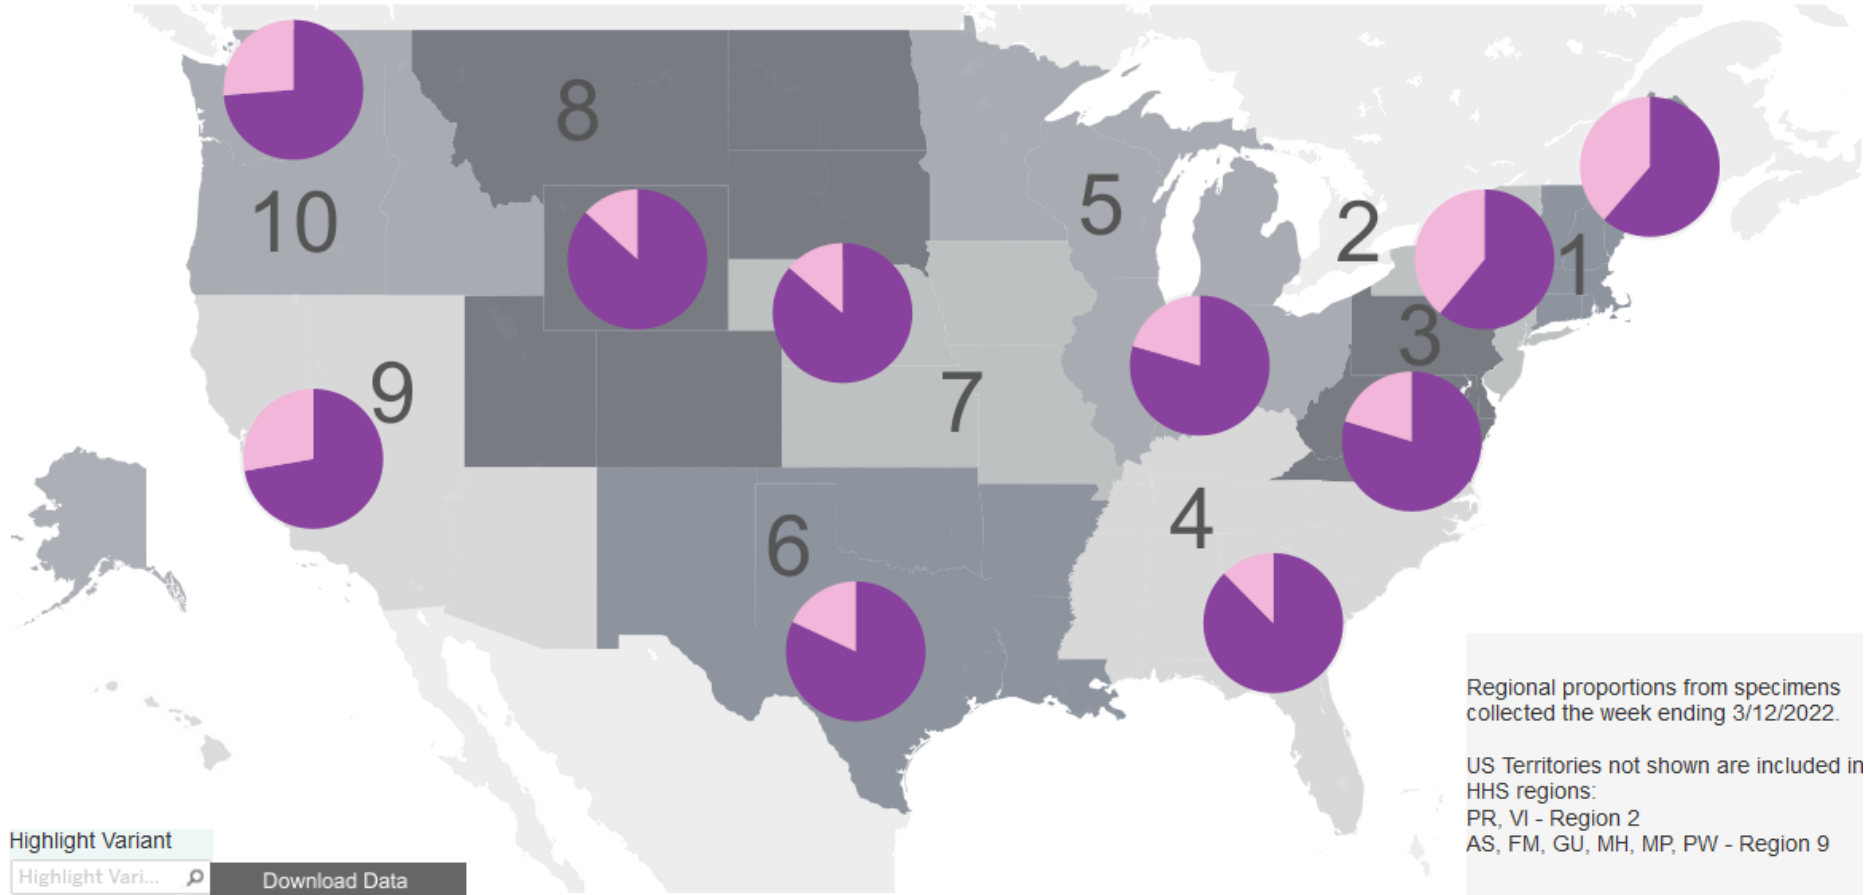 8
10
5
2
1
3
9
7
4
6
Regional proportions from specimens
collected the week ending 3/12/2022.
US Territories not shown are included in
HHS regions:
PR, VI - Region 2
AS, FM, GU, MH, MP, PW - Region 9
Highlight Variant
Highlight Vari...
Download Data